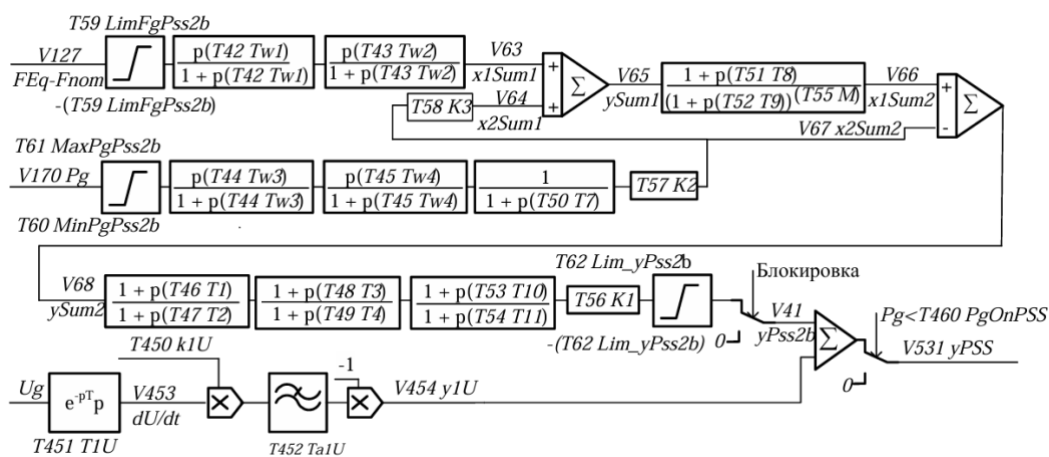 T59 LimFgPss2b
V127
FEq-Fnom
-(T59 LimFgPss2b)
p(T42 Tw1)
1 + p(T42 Tw1)
p(T43 Tw2)
1 + p(T43 Tw2)
V63
x1Sum1
T58 K3
V64
x2Sum1
+
+
Σ
V65
ySum1
1 + p(T51 T8)
(1 + p(T52 T9))(T55 M)
V66
x1Sum2
V67 x2Sum2
+
-
Σ
T61 MaxPgPss2b
V170 Pg
T60 MinPgPss2b
p(T44 Tw3)
1 + p(T44 Tw3)
p(T45 Tw4)
1 + p(T45 Tw4)
1
1 + p(T50 T7)
T57 K2
V68
ySum2
1 + p(T46 T1)
1 + p(T47 T2)
1 + p(T48 T3)
1 + p(T49 T4)
1 + p(T53 T10)
1 + p(T54 T11)
T56 K1
T62 Lim_yPss2b
-(T62 Lim_yPss2b)
Блокировка
0
V41
yPss2b
Σ
Pg<T460 PgOnPSS
0
V531 yPSS
T450 k1U
Ug
e-pTp
T451 T1U
V453
dU/dt
×
T452 Ta1U
-1
×
V454 y1U